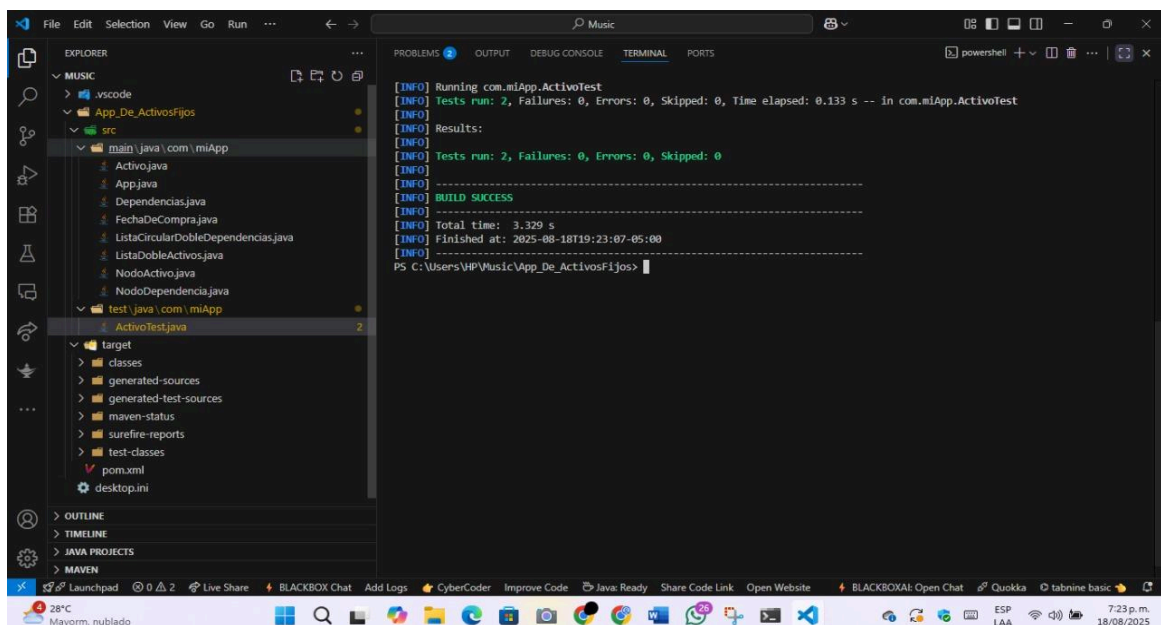 File Edit Selection View Go Run ··· Music
EXPLORER ···
MUSIC
.vscode
App_De_ActivosFijos
src
main\java\com\miApp
Activo.java
App.java
Dependencias.java
FechaDeCompra.java
ListaCircularDobleDependencias.java
ListaDobleActivos.java
NodoActivo.java
NodoDependencia.java
test\java\com\miApp
ActivoTest.java 2
target
classes
generated-sources
generated-test-sources
maven-status
surefire-reports
test-classes
pom.xml
desktop.ini
OUTLINE
TIMELINE
JAVA PROJECTS
MAVEN
PROBLEMS 2 OUTPUT DEBUG CONSOLE TERMINAL PORTS powershell
[INFO] Running com.miApp.ActivoTest
[INFO] Tests run: 2, Failures: 0, Errors: 0, Skipped: 0, Time elapsed: 0.133 s -- in com.miApp.ActivoTest
[INFO]
[INFO] Results:
[INFO]
[INFO] Tests run: 2, Failures: 0, Errors: 0, Skipped: 0
[INFO]
[INFO] ------------------------------------------------------------------------
[INFO] BUILD SUCCESS
[INFO] ------------------------------------------------------------------------
[INFO] Total time:  3.329 s
[INFO] Finished at: 2025-08-18T19:23:07-05:00
[INFO] ------------------------------------------------------------------------
PS C:\Users\HP\Music\App_De_ActivosFijos>
Launchpad 0 2 Live Share BLACKBOX Chat Add Logs CyberCoder Improve Code Java: Ready Share Code Link Open Website BLACKBOXAI: Open Chat Quokka tabnine basic
4 28°C
Mayorm. nublado
26
ESP
LAA
7:23 p. m.
18/08/2025